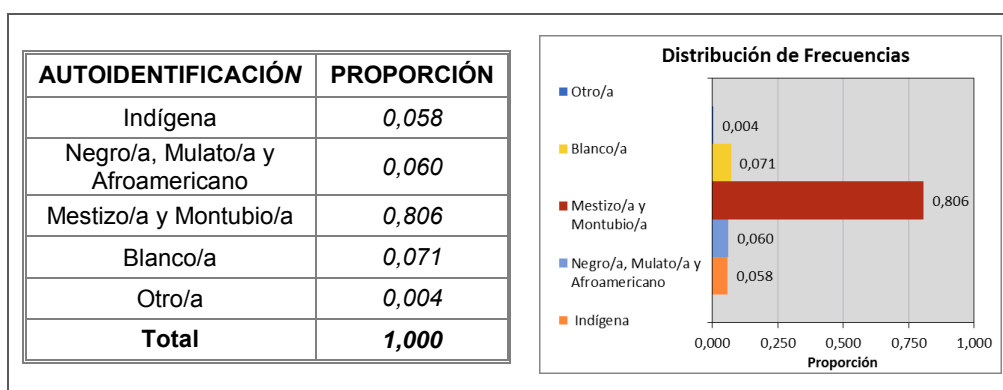 AUTOIDENTIFICACIÓN PROPORCIÓN
Indígena 0,058
Negro/a, Mulato/a y
Afroamericano 0,060
Mestizo/a y Montubio/a 0,806
Blanco/a 0,071
Otro/a 0,004
Total 1,000
Distribución de Frecuencias
Otro/a
Blanco/a
Mestizo/a y
Montubio/a
Negro/a, Mulato/a y
Afroamericano
Indígena
0,004
0,071
0,806
0,060
0,058
0,000 0,250 0,500 0,750 1,000
Proporción